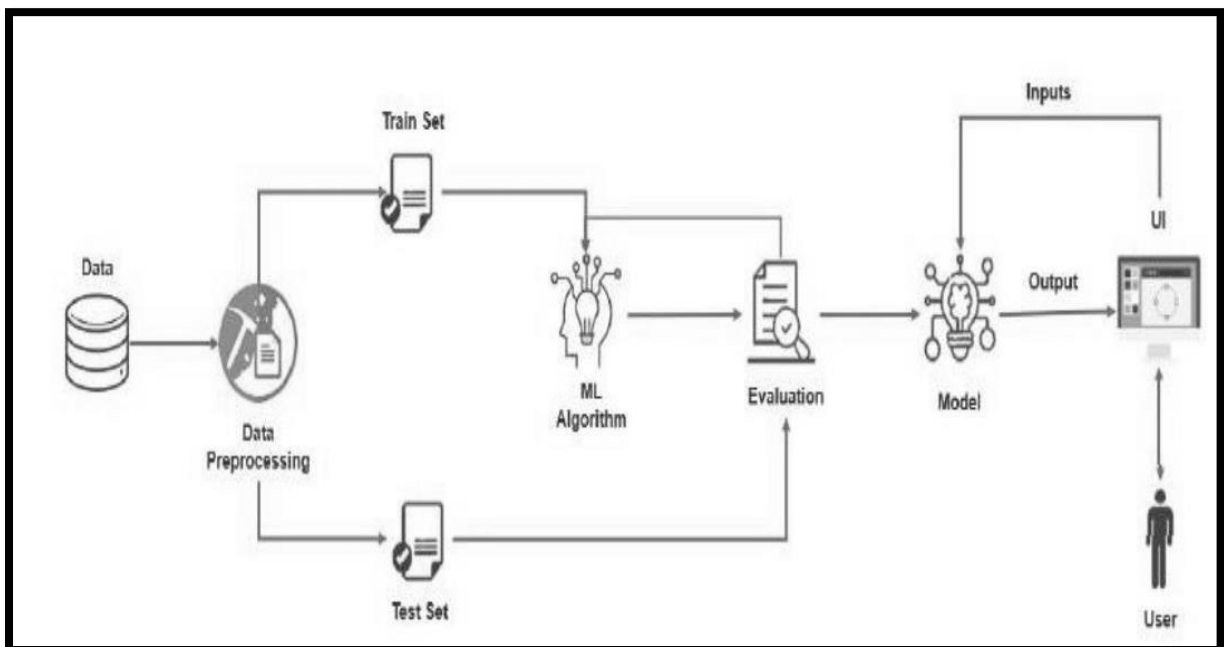 Inputs
Train Set
UI
Data
Output
ML
Algorithm
Evaluation
Model
Data
Preprocessing
Test Set
User